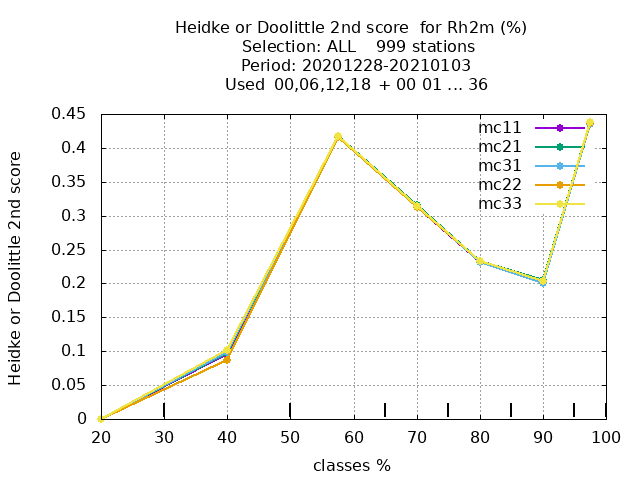 Heidke or Doolittle 2nd score  for Rh2m (%)
Selection: ALL    999 stations
Period: 20201228-20210103
Used  00,06,12,18  + 00 01 ... 36
Heidke or Doolittle 2nd score
0.45
0.4
0.35
0.3
0.25
0.2
0.15
0.1
0.05
0
mc11
mc21
mc31
mc22
mc33
20 30 40 50 60 70 80 90 100
classes %